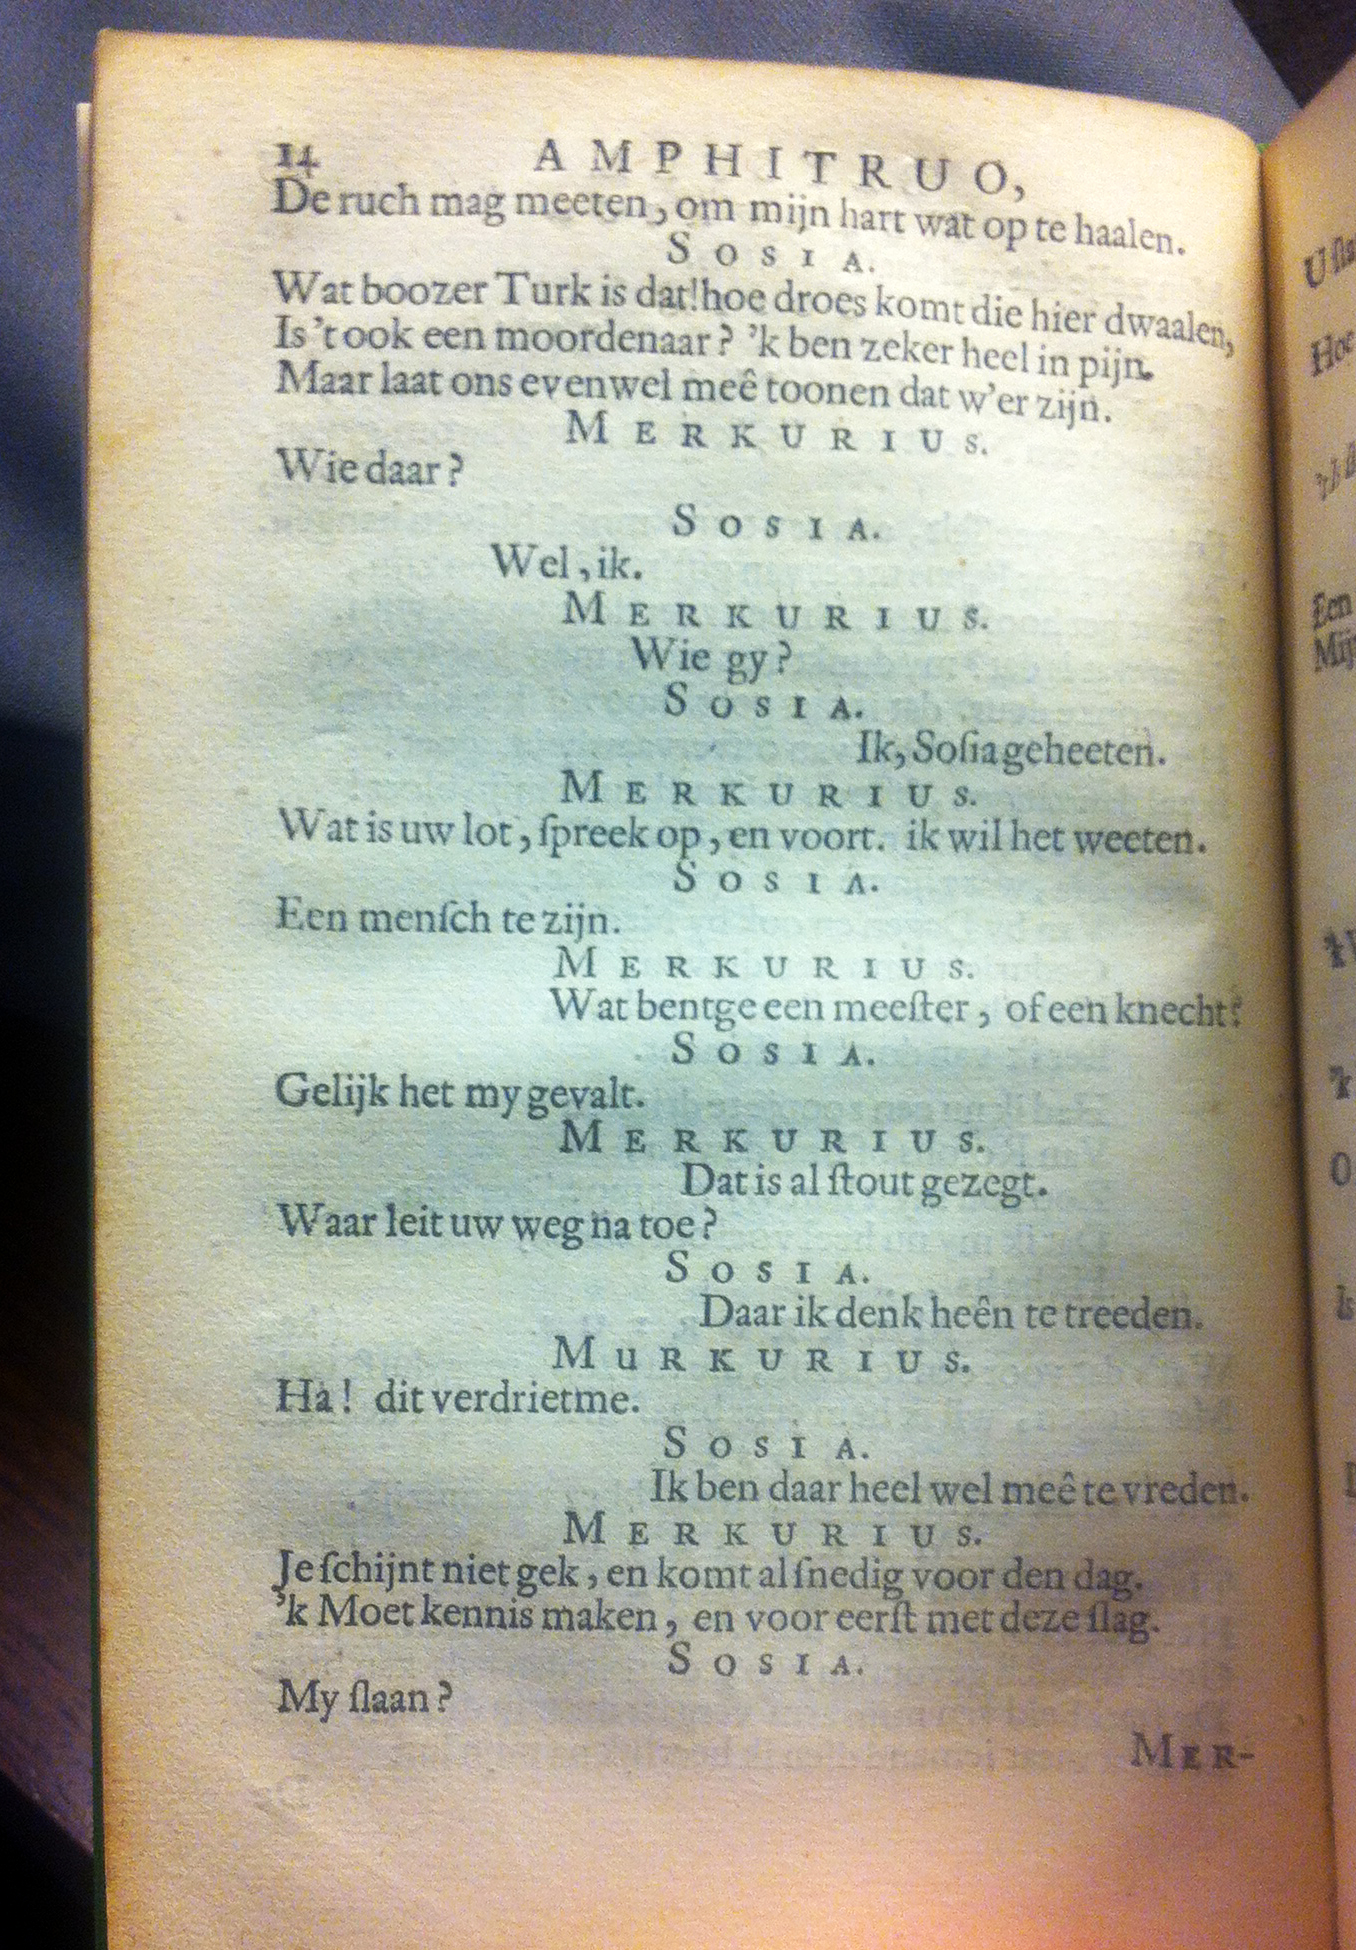 14 AMPHITRUO,
De ruch mag meeten, om mijn hart wat op te haalen.
SOSIA.
Wat boozer Turk is dat! hoe droes komt die hier dwaalen,
Is 't ook een moordenaar? 'k ben zeker heel in pijn.
Maar laat ons evenwel meê toonen dat w'er zijn.
MERKURIUS.
Wie daar?
SOSIA.
Wel, ik.
MERKURIUS.
Wie gy?
SOSIA.
Ik, Soſia geheeten.
MERKURIUS.
Wat is uw lot, ſpreek op, en voort. ik wil het weeten.
SOSIA.
Een menſch te zijn.
MERKURIUS.
Wat bentge een meeſter, of een knecht?
SOSIA.
Gelijk het my gevalt.
MERKURIUS.
Dat is al ſtout gezegt.
Waar leit uw weg na toe?
SOSIA.
Daar ik denk heên te treeden.
MuRKURIUS.
Ha! dit verdriet me.
SOSIA.
Ik ben daar heel wel meê te vreden.
MERKURIUS.
Je ſchijnt niet gek, en komt al ſnedig voor den dag.
'k Moet kennis maken, en voor eerſt met deze ſlag.
SOSIA.
My ſlaan?
MER-
U
Hoe
Een
O